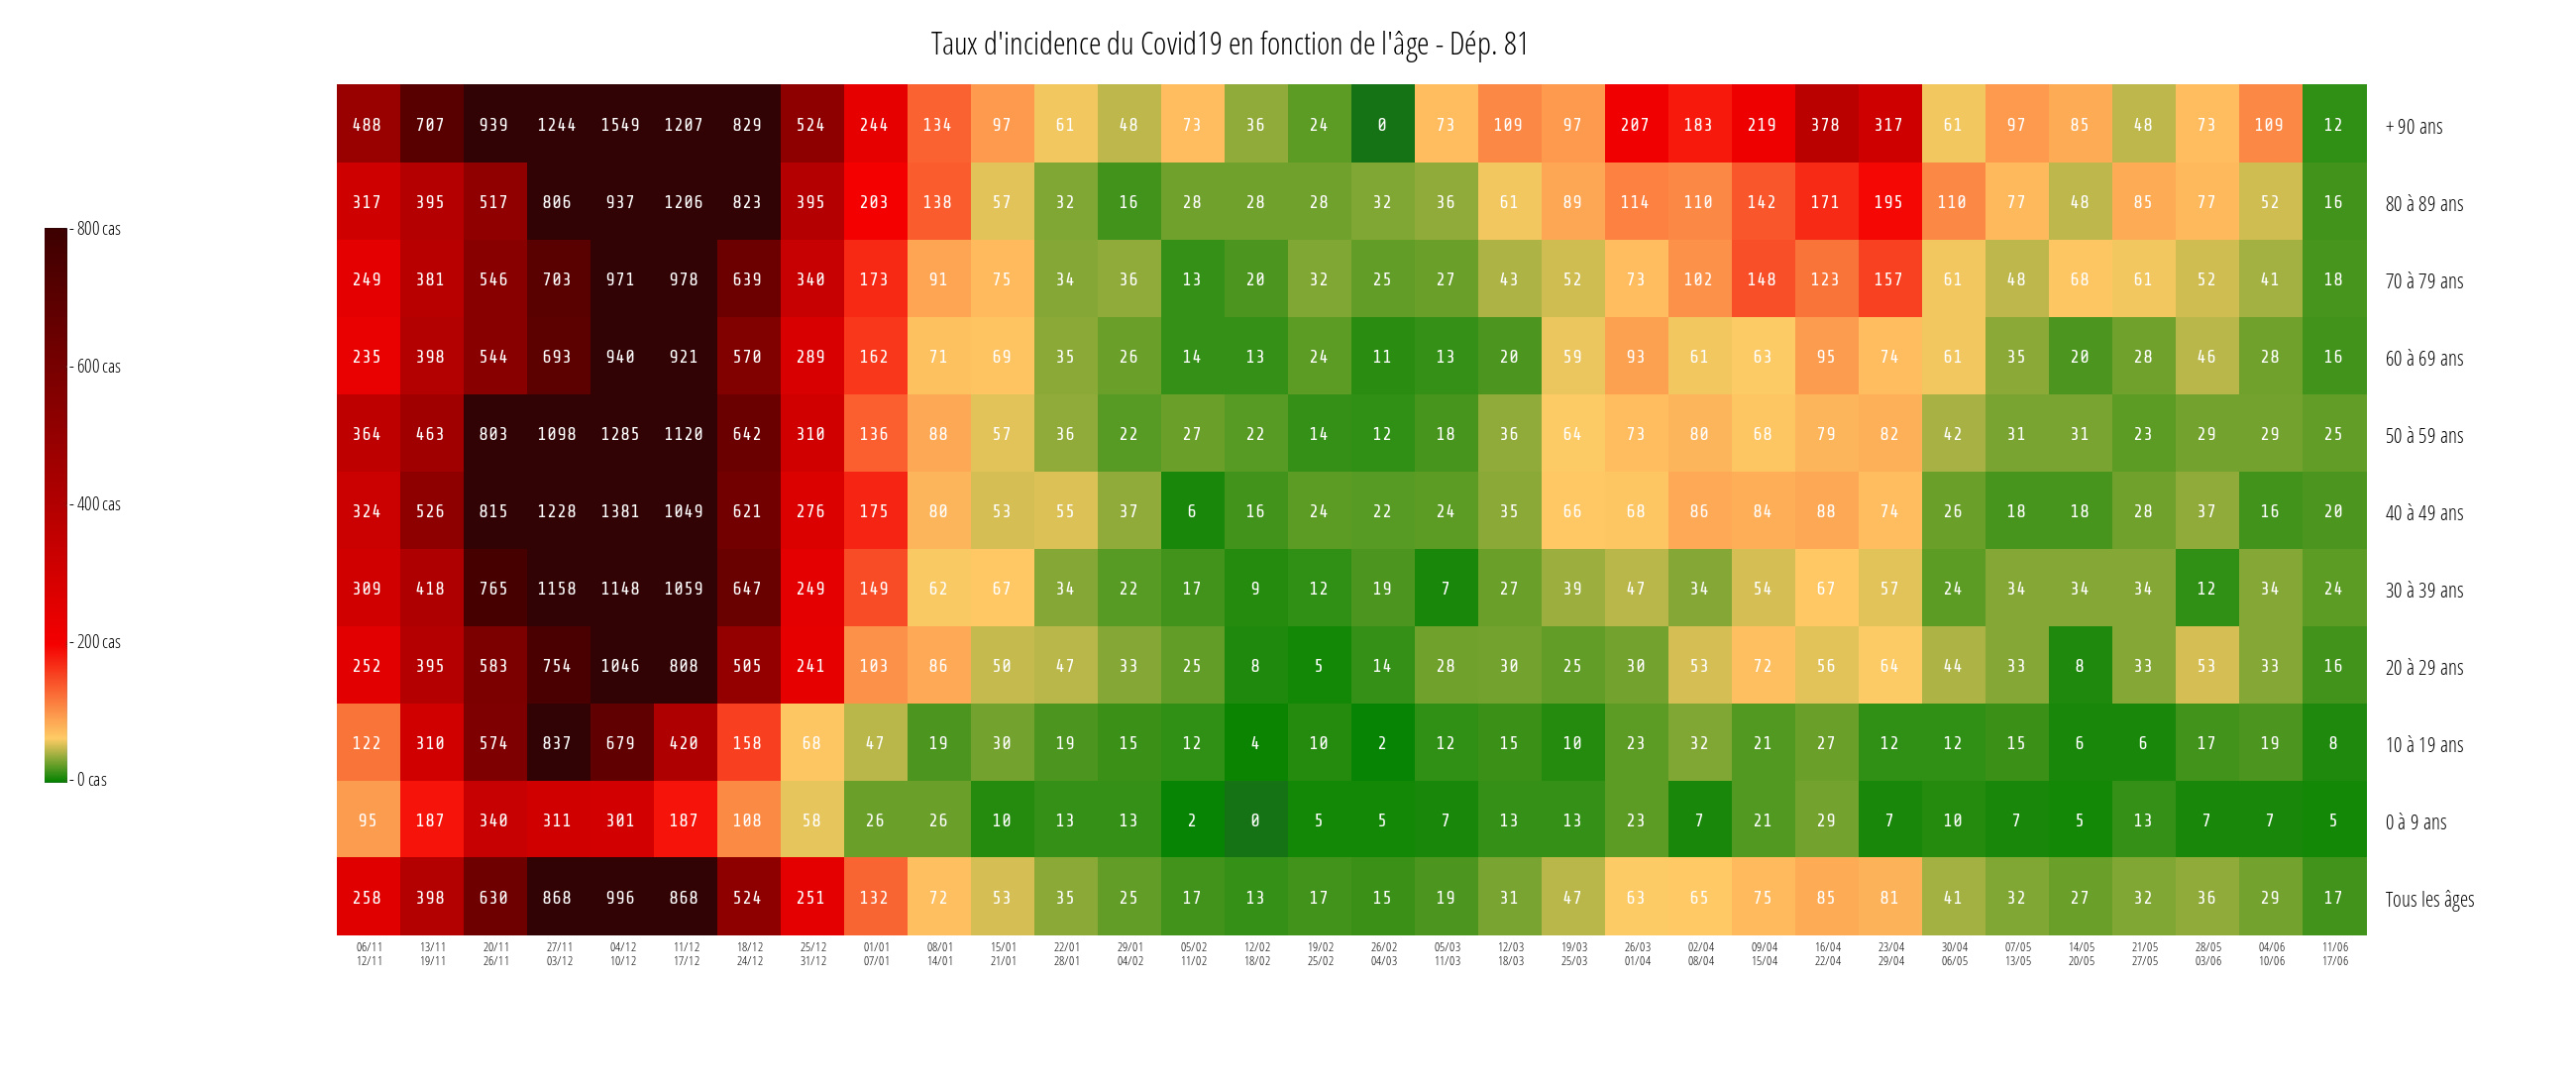 Taux d'incidence du Covid19 en fonction de l'âge - Dép. 81
- 800 cas
- 600 cas
- 400 cas
- 200 cas
- 0 cas
488 707 939 1244 1549 1207 829 524 244 134 97 61 48 73 36 24 0 73 109 97 207 183 219 378 317 61 97 85 48 73 109 12 + 90 ans
317 395 517 806 937 1206 823 395 203 138 57 32 16 28 28 28 32 36 61 89 114 110 142 171 195 110 77 48 85 77 52 16 80 à 89 ans
249 381 546 703 971 978 639 340 173 91 75 34 36 13 20 32 25 27 43 52 73 102 148 123 157 61 48 68 61 52 41 18 70 à 79 ans
235 398 544 693 940 921 570 289 162 71 69 35 26 14 13 24 11 13 20 59 93 61 63 95 74 61 35 20 28 46 28 16 60 à 69 ans
364 463 803 1098 1285 1120 642 310 136 88 57 36 22 27 22 14 12 18 36 64 73 80 68 79 82 42 31 31 23 29 29 25 50 à 59 ans
324 526 815 1228 1381 1049 621 276 175 80 53 55 37 6 16 24 22 24 35 66 68 86 84 88 74 26 18 18 28 37 16 20 40 à 49 ans
309 418 765 1158 1148 1059 647 249 149 62 67 34 22 17 9 12 19 7 27 39 47 34 54 67 57 24 34 34 34 12 34 24 30 à 39 ans
252 395 583 754 1046 808 505 241 103 86 50 47 33 25 8 5 14 28 30 25 30 53 72 56 64 44 33 8 33 53 33 16 20 à 29 ans
122 310 574 837 679 420 158 68 47 19 30 19 15 12 4 10 2 12 15 10 23 32 21 27 12 12 15 6 6 17 19 8 10 à 19 ans
95 187 340 311 301 187 108 58 26 26 10 13 13 2 0 5 5 7 13 13 23 7 21 29 7 10 7 5 13 7 7 5 0 à 9 ans
258 398 630 868 996 868 524 251 132 72 53 35 25 17 13 17 15 19 31 47 63 65 75 85 81 41 32 27 32 36 29 17 Tous les âges
06/11 13/11 20/11 27/11 04/12 11/12 18/12 25/12 01/01 08/01 15/01 22/01 29/01 05/02 12/02 19/02 26/02 05/03 12/03 19/03 26/03 02/04 09/04 16/04 23/04 30/04 07/05 14/05 21/05 28/05 04/06 11/06
12/11 19/11 26/11 03/12 10/12 17/12 24/12 31/12 07/01 14/01 21/01 28/01 04/02 11/02 18/02 25/02 04/03 11/03 18/03 25/03 01/04 08/04 15/04 22/04 29/04 06/05 13/05 20/05 27/05 03/06 10/06 17/06